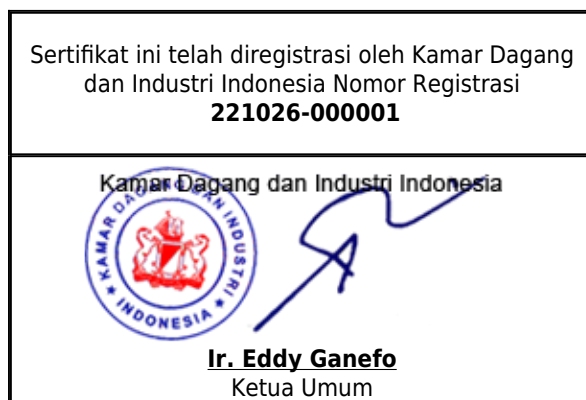 Sertifikat ini telah diregistrasi oleh Kamar Dagang
dan Industri Indonesia Nomor Registrasi
221026-000001
Kamar Dagang dan Industri Indonesia
KAMAR DAGANG DAN INDUSTRI
INDONESIA
Ir. Eddy Ganefo
Ketua Umum